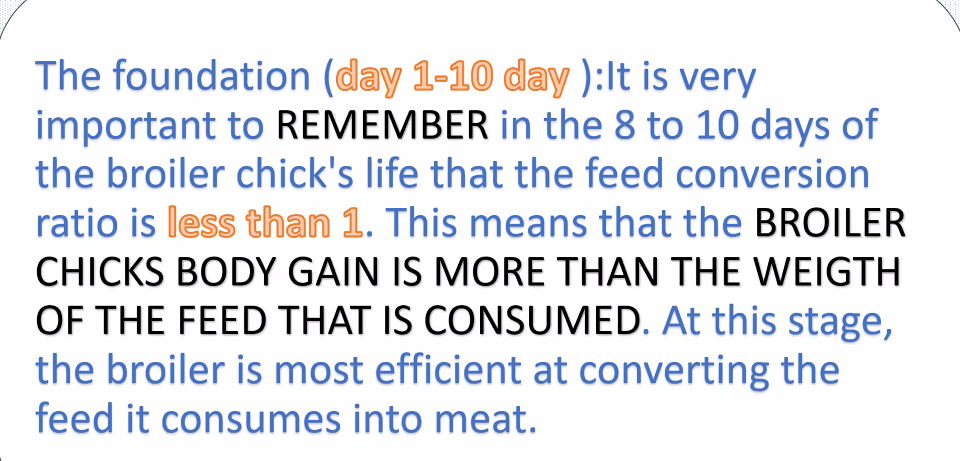 The foundation (day 1-10 day ):It is very
important to REMEMBER in the 8 to 10 days of
the broiler chick's life that the feed conversion
ratio is less than 1. This means that the BROILER
CHICKS BODY GAIN IS MORE THAN THE WEIGTH
OF THE FEED THAT IS CONSUMED. At this stage,
the broiler is most efficient at converting the
feed it consumes into meat.